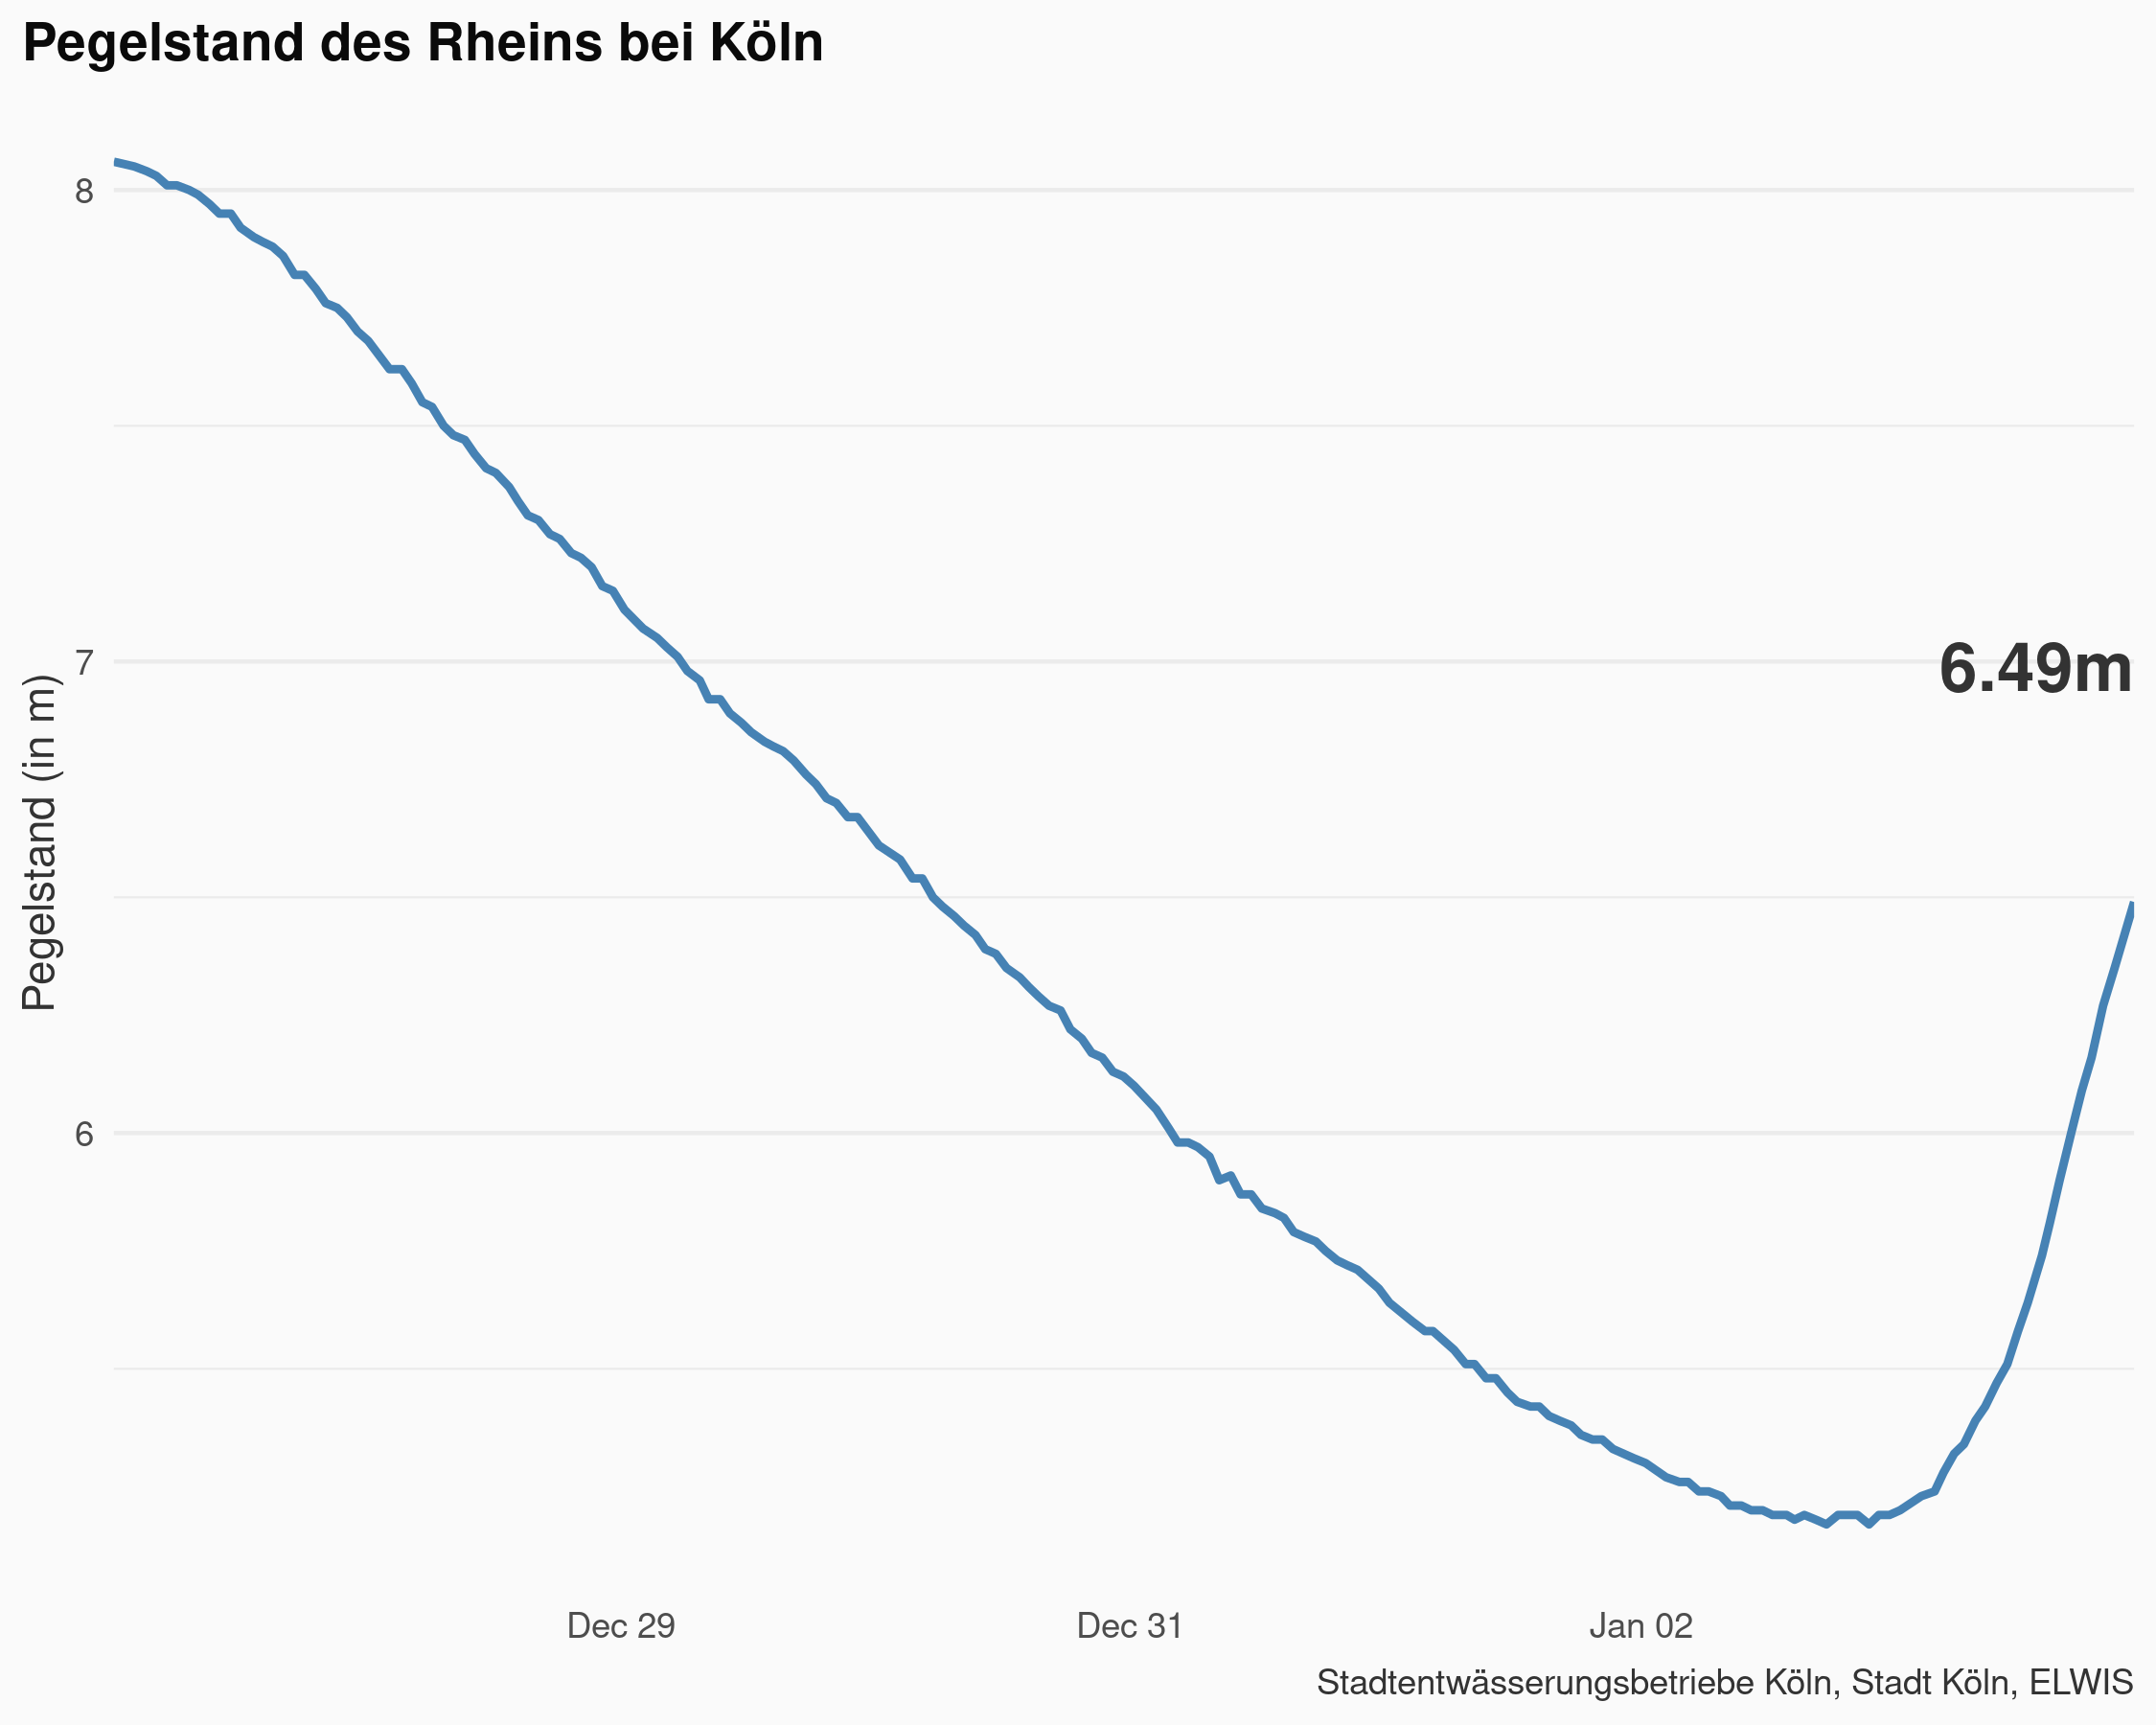 Pegelstand des Rheins bei Köln
Pegelstand (in m)
8
7
6
6.49m
Dec 29
Dec 31
Jan 02
Stadtentwässerungsbetriebe Köln, Stadt Köln, ELWIS